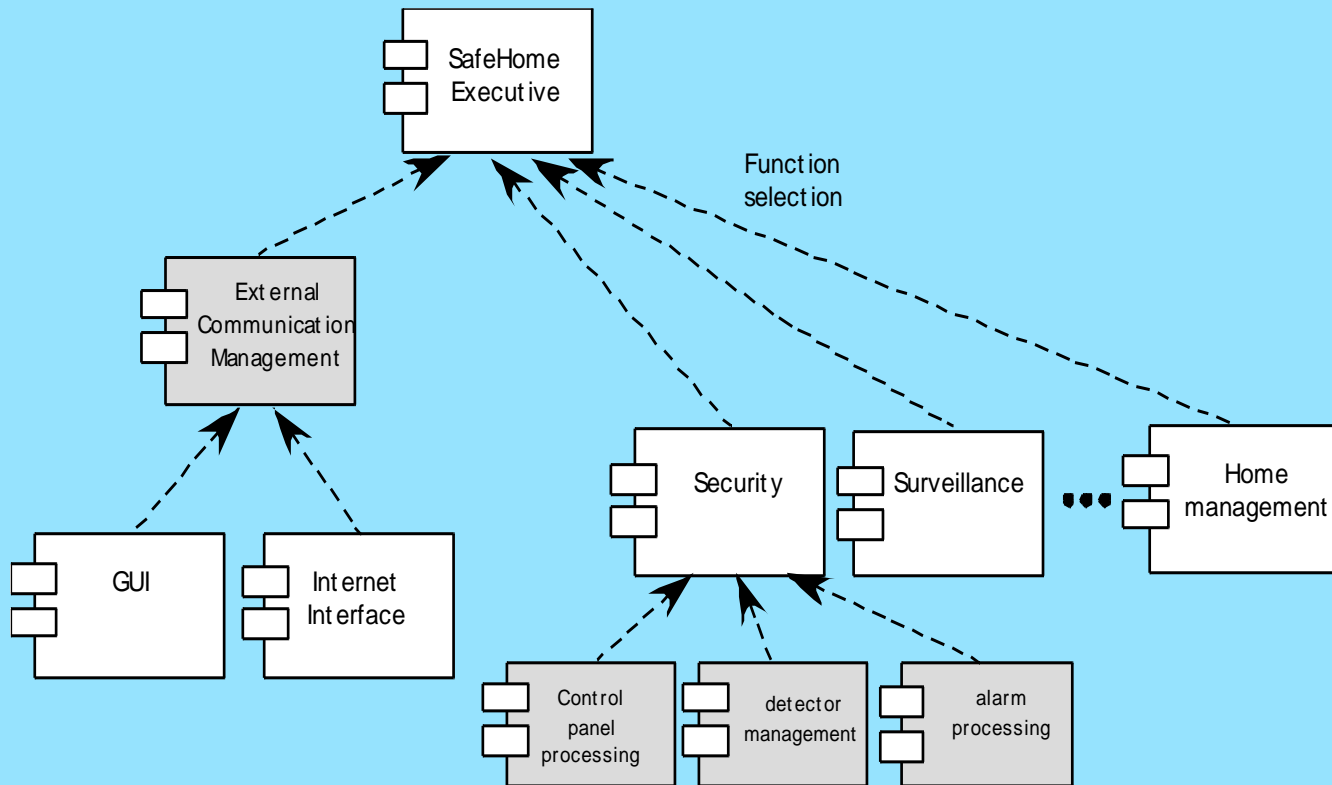 SafeHome
Executive
Function
selection
External
Communication
Management
Security
Surveillance
Home
management
GUI
Internet
Interface
Control
panel
processing
detector
management
alarm
processing